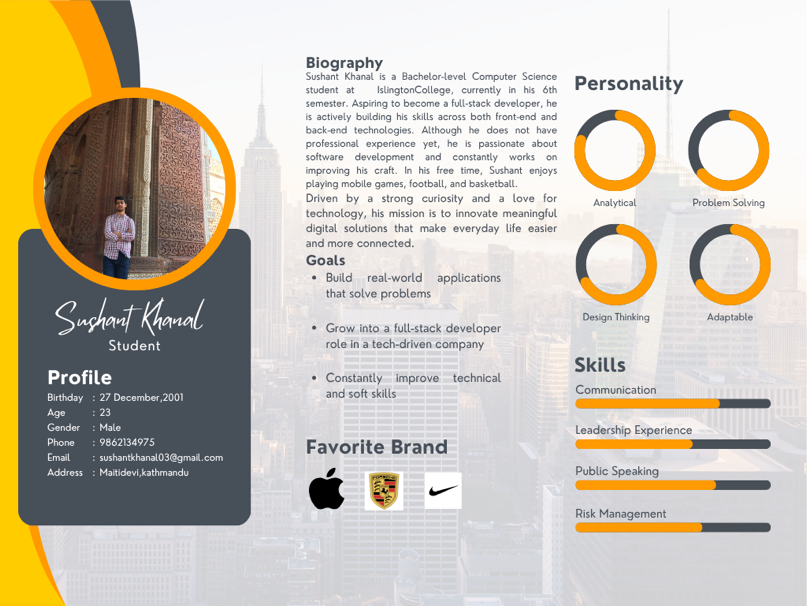 Sushant Khanal
Student
Profile
Birthday : 27 December,2001
Age : 23
Gender : Male
Phone : 9862134975
Email : sushantkhanal03@gmail.com
Address : Maitidevi,kathmandu
Biography
Sushant Khanal is a Bachelor-level Computer Science
student at IslingtonCollege, currently in his 6th
semester. Aspiring to become a full-stack developer, he
is actively building his skills across both front-end and
back-end technologies. Although he does not have
professional experience yet, he is passionate about
software development and constantly works on
improving his craft. In his free time, Sushant enjoys
playing mobile games, football, and basketball.
Driven by a strong curiosity and a love for
technology, his mission is to innovate meaningful
digital solutions that make everyday life easier
and more connected.
Goals
• Build real-world applications
that solve problems
• Grow into a full-stack developer
role in a tech-driven company
• Constantly improve technical
and soft skills
Favorite Brand
Personality
Analytical
Problem Solving
Design Thinking
Adaptable
Skills
Communication
Leadership Experience
Public Speaking
Risk Management